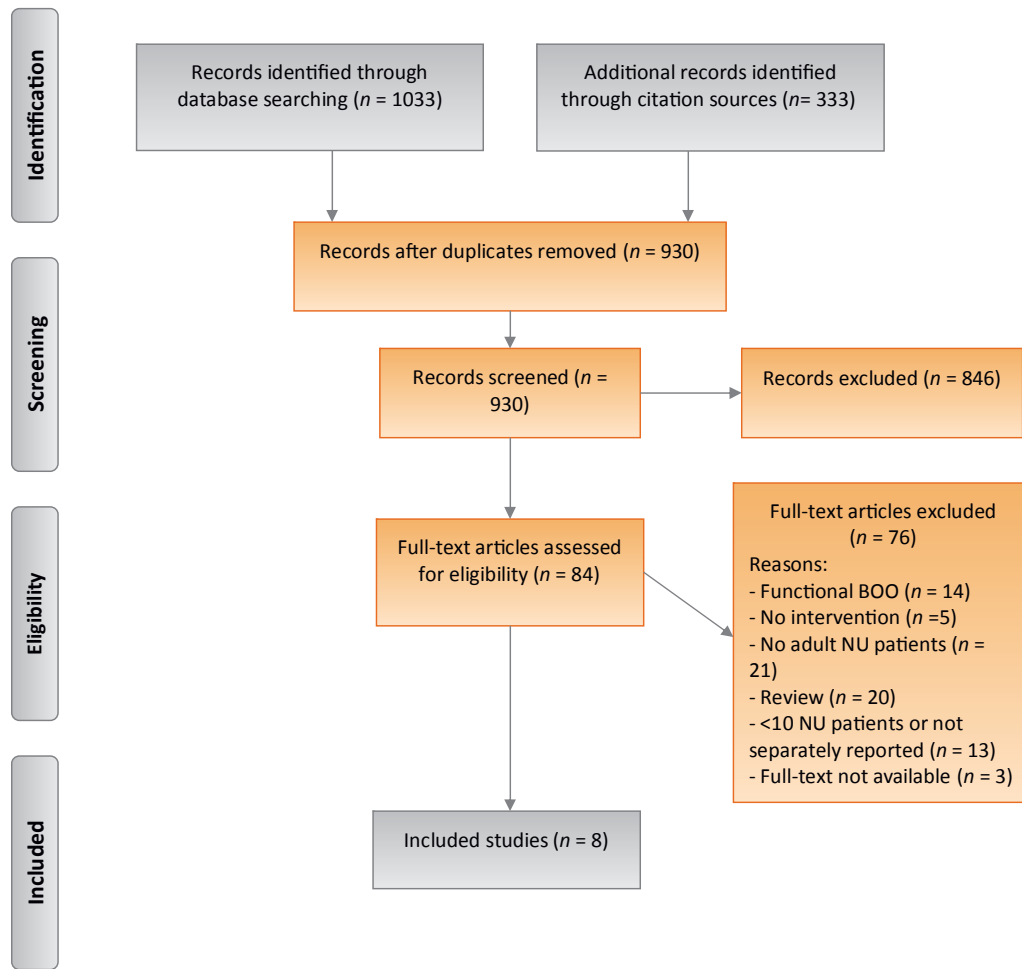 Identification
Records identified through
database searching (n = 1033)
Additional records identified
through citation sources (n= 333)
Records after duplicates removed (n = 930)
Screening
Records screened (n =
930)
Records excluded (n = 846)
Eligibility
Full-text articles assessed
for eligibility (n = 84)
Full-text articles excluded
(n = 76)
Reasons:
- Functional BOO (n = 14)
- No intervention (n =5)
- No adult NU patients (n =
21)
- Review (n = 20)
- <10 NU patients or not
separately reported (n = 13)
- Full-text not available (n = 3)
Included
Included studies (n = 8)